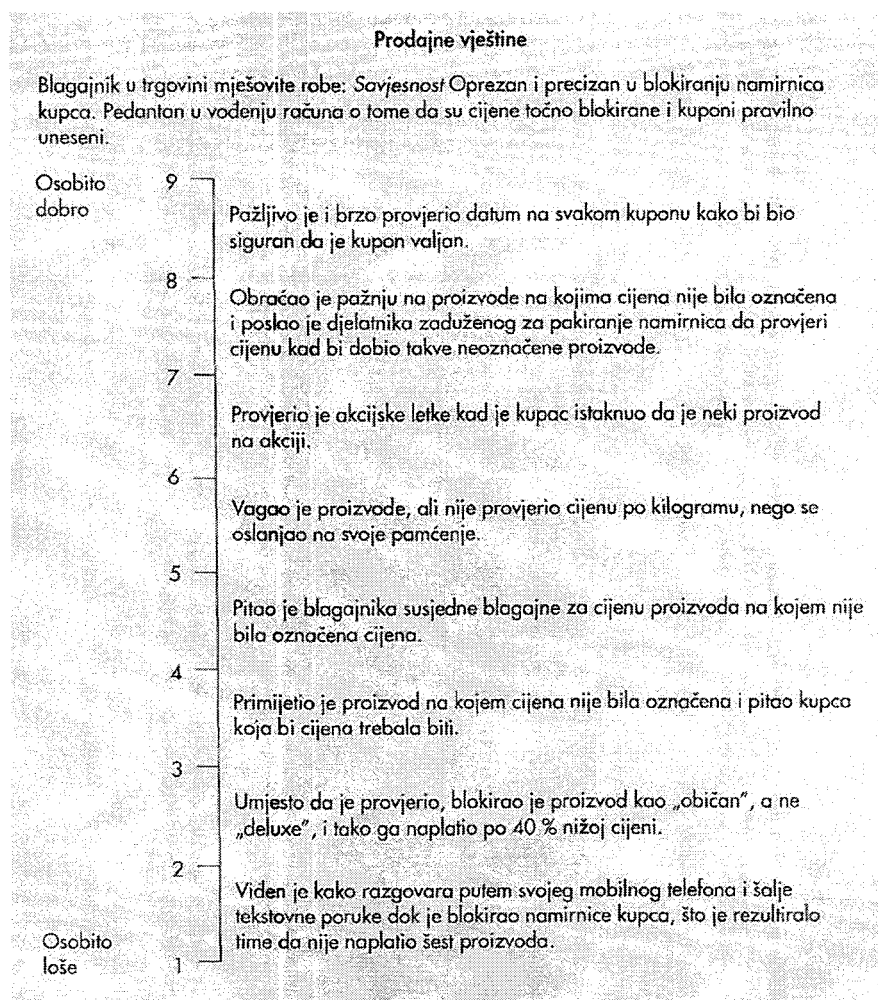 Prodajne vještine
Blagajnik u trgovini mješovite robe: Savjesnost Oprezan i precizan u blokiranju namirnica
kupca. Pedantan u vođenju računa o tome da su cijene točno blokirane i kuponi pravilno
uneseni.
Osobito
dobro
9
Pažljivo je i brzo provjerio datum na svakom kuponu kako bi bio
siguran da je kupon valjan.
8
Obraćao je pažnju na proizvode na kojima cijena nije bila označena
i poslao je djelatnika zaduženog za pakiranje namirnica da provjeri
cijenu kad bi dobio takve neoznačene proizvode.
7
Provjerio je akcijske letke kad je kupac istaknuo da je neki proizvod
na akciji.
6
Vagao je proizvode, ali nije provjerio cijenu po kilogramu, nego se
oslanjao na svoje pamćenje.
5
Pitao je blagajnika susjedne blagajne za cijenu proizvoda na kojem nije
bila označena cijena.
4
Primijetio je proizvod na kojem cijena nije bila označena i pitao kupca
koja bi cijena trebala biti.
3
Umjesto da je provjerio, blokirao je proizvod kao „običan”, a ne
„deluxe”, i tako ga naplatio po 40 % nižoj cijeni.
2
Viđen je kako razgovara putem svojeg mobilnog telefona i šalje
tekstovne poruke dok je blokirao namirnice kupca, što je rezultiralo
time da nije naplatio šest proizvoda.
Osobito
loše
1